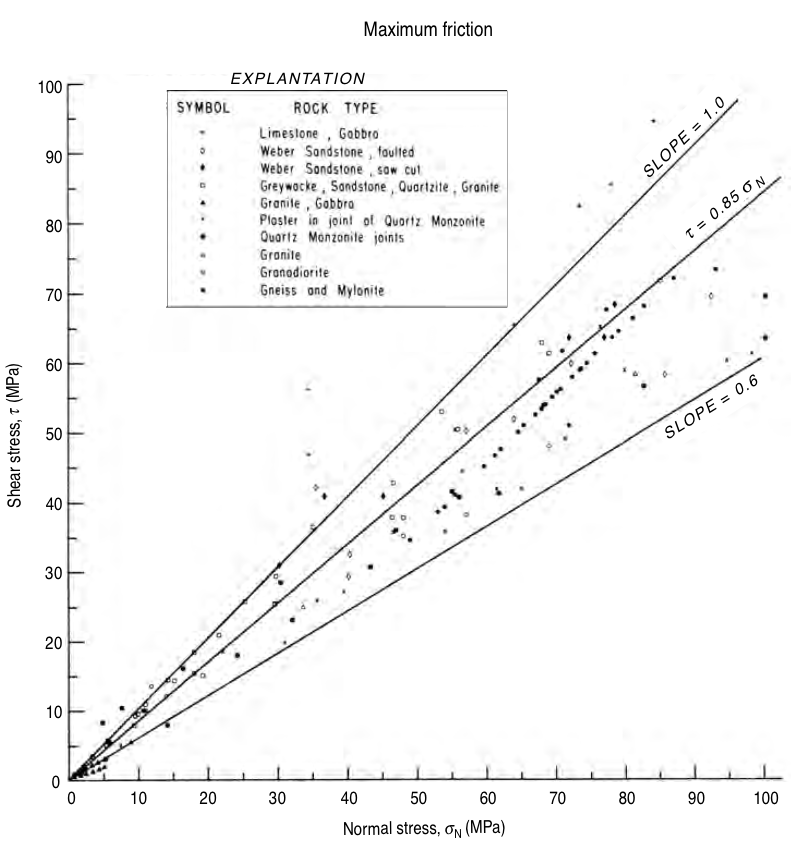 Maximum friction
EXPLANTATION
SYMBOL ROCK TYPE
Limestone , Gabbro
Weber Sandstone , faulted
Weber Sandstone , saw cut
Greywacke , Sandstone , Quartzite , Granite
Granite , Gabbro
Plaster in joint of Quartz Monzonite
Quartz Monzonite joints
Granite
Granodiorite
Gneiss and Mylonite
SLOPE = 1.0
τ = 0.85 σN
SLOPE = 0.6
100
90
80
70
60
50
40
30
20
10
0
Shear stress, τ (MPa)
0 10 20 30 40 50 60 70 80 90 100
Normal stress, σN (MPa)